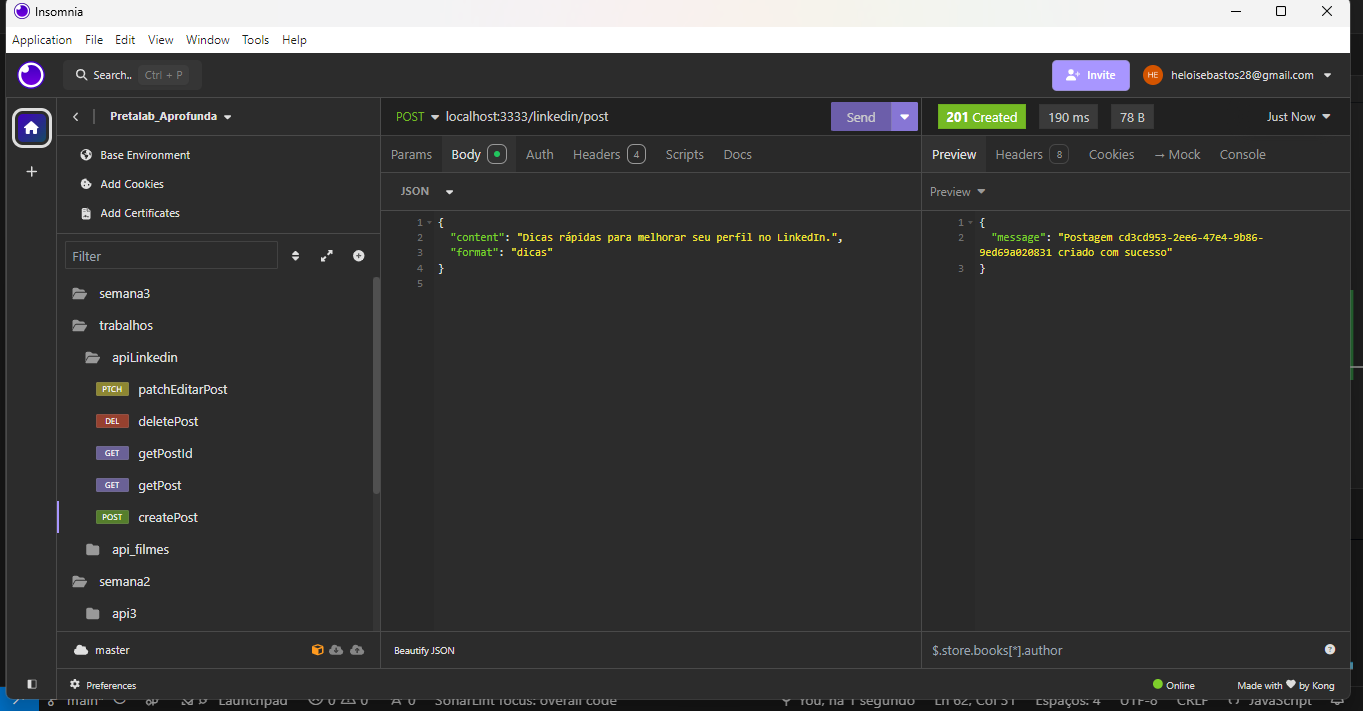 Insomnia
Application File Edit View Window Tools Help
Search.. Ctrl + P
Invite
HE heloisebastos28@gmail.com
Pretalab_Aprofunda
Base Environment
Add Cookies
Add Certificates
Filter
semana3
trabalhos
apiLinkedin
PTCH patchEditarPost
DEL deletePost
GET getPostId
GET getPost
POST createPost
api_filmes
semana2
api3
master
Preferences
POST localhost:3333/linkedin/post
Send
Params Body Auth Headers 4 Scripts Docs
JSON
1 {
2 "content": "Dicas rápidas para melhorar seu perfil no LinkedIn.",
3 "format": "dicas"
4 }
5
Beautify JSON
201 Created 190 ms 78 B Just Now
Preview Headers 8 Cookies → Mock Console
Preview
1 {
2 "message": "Postagem cd3cd953-2ee6-47e4-9b86-
9ed69a020831 criado com sucesso"
3 }
$.store.books[*].author
Online Made with ❤ by Kong
main* Launchpad 0 0 0 SonarLint focus: overall code You, há 1 segundo Ln 62, Col 31 Espaços: 4 UTF-8 CRLF JavaScript